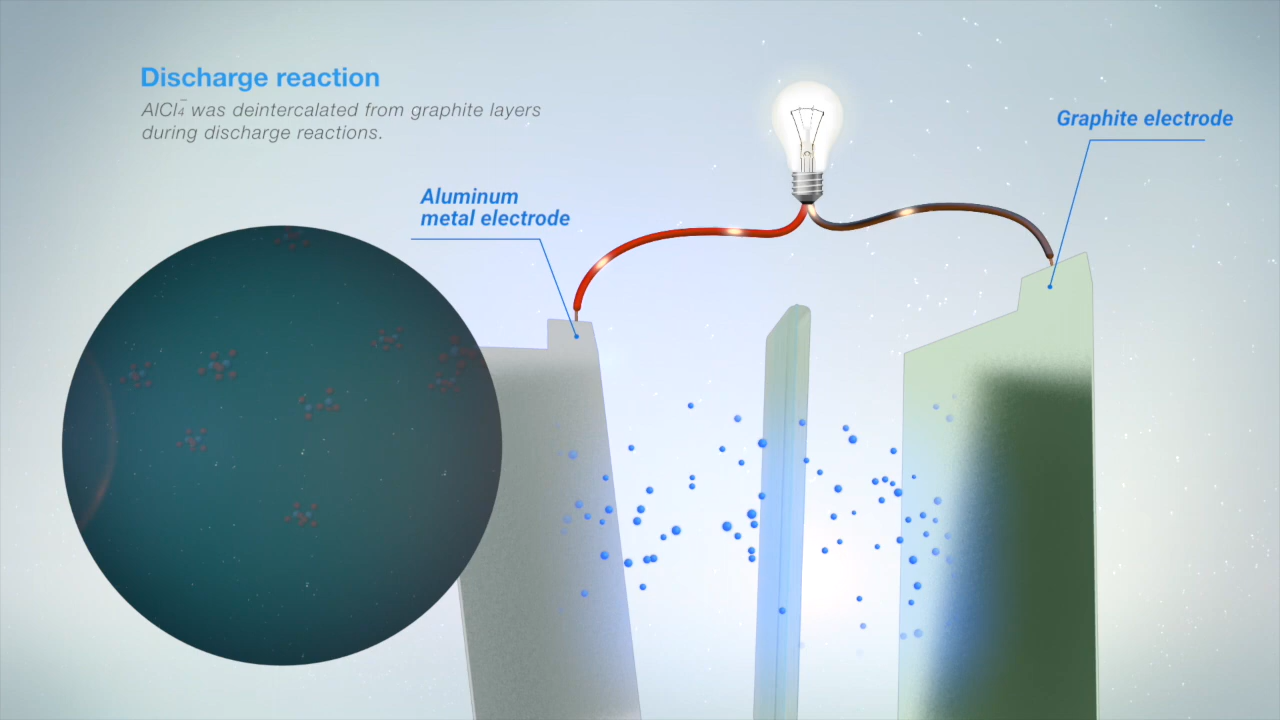 Discharge reaction
AlCl₄⁻ was deintercalated from graphite layers
during discharge reactions.
Graphite electrode
Aluminum
metal electrode